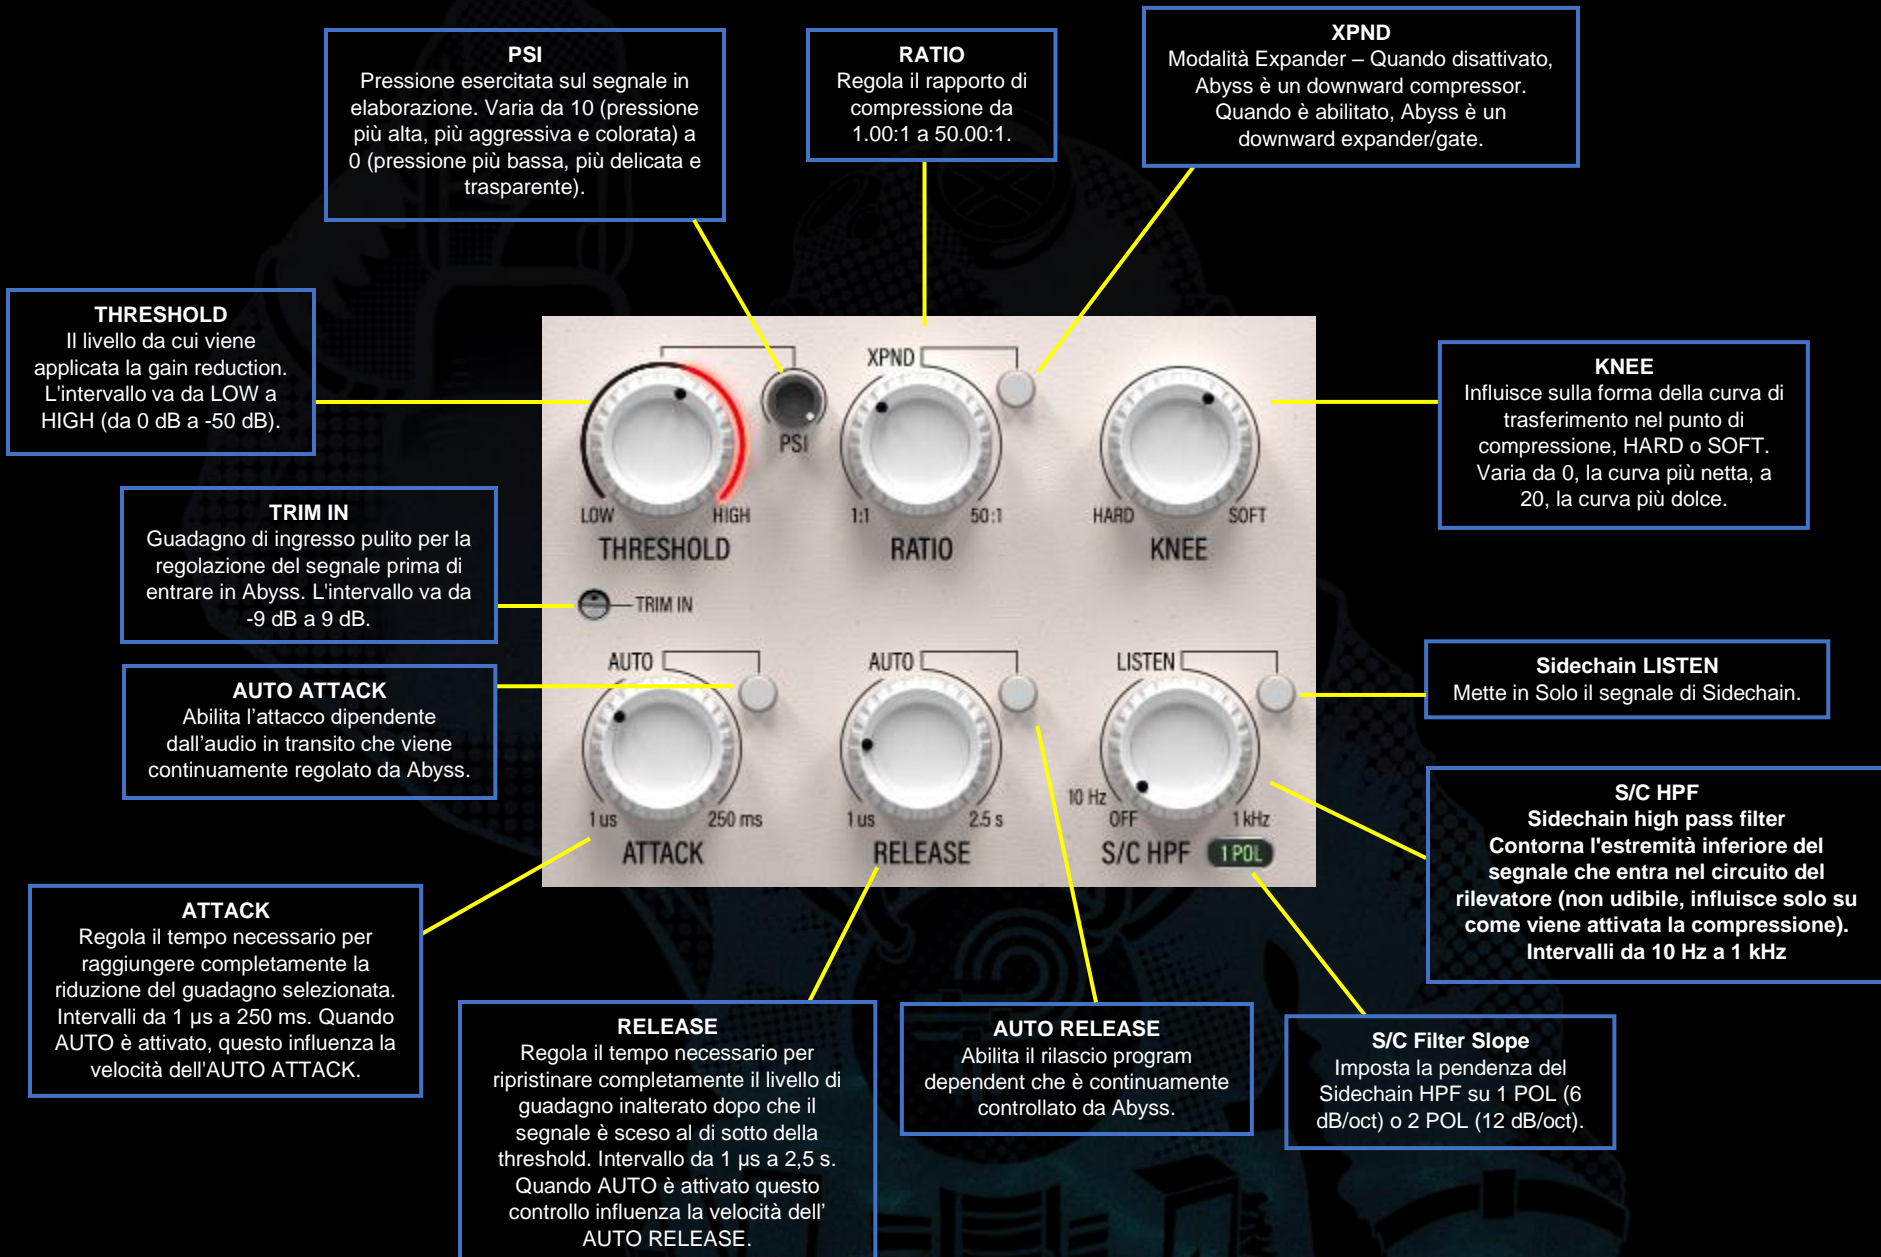 PSI
Pressione esercitata sul segnale in
elaborazione. Varia da 10 (pressione
più alta, più aggressiva e colorata) a
0 (pressione più bassa, più delicata e
trasparente).
RATIO
Regola il rapporto di
compressione da
1.00:1 a 50.00:1.
XPND
Modalità Expander – Quando disattivato,
Abyss è un downward compressor.
Quando è abilitato, Abyss è un
downward expander/gate.
THRESHOLD
Il livello da cui viene
applicata la gain reduction.
L'intervallo va da LOW a
HIGH (da 0 dB a -50 dB).
KNEE
Influisce sulla forma della curva di
trasferimento nel punto di
compressione, HARD o SOFT.
Varia da 0, la curva più netta, a
20, la curva più dolce.
TRIM IN
Guadagno di ingresso pulito per la
regolazione del segnale prima di
entrare in Abyss. L'intervallo va da
-9 dB a 9 dB.
AUTO ATTACK
Abilita l'attacco dipendente
dall'audio in transito che viene
continuamente regolato da Abyss.
XPND
PSI
LOW HIGH 1:1 50:1 HARD SOFT
THRESHOLD RATIO KNEE
TRIM IN
AUTO AUTO LISTEN
10 Hz
1 us 250 ms 1 us 2.5 s OFF 1 kHz
ATTACK RELEASE S/C HPF 1 POL
Sidechain LISTEN
Mette in Solo il segnale di Sidechain.
S/C HPF
Sidechain high pass filter
Contorna l'estremità inferiore del
segnale che entra nel circuito del
rilevatore (non udibile, influisce solo su
come viene attivata la compressione).
Intervalli da 10 Hz a 1 kHz
ATTACK
Regola il tempo necessario per
raggiungere completamente la
riduzione del guadagno selezionata.
Intervalli da 1 µs a 250 ms. Quando
AUTO è attivato, questo influenza la
velocità dell'AUTO ATTACK.
RELEASE
Regola il tempo necessario per
ripristinare completamente il livello di
guadagno inalterato dopo che il
segnale è sceso al di sotto della
threshold. Intervallo da 1 µs a 2,5 s.
Quando AUTO è attivato questo
controllo influenza la velocità dell'
AUTO RELEASE.
AUTO RELEASE
Abilita il rilascio program
dependent che è continuamente
controllato da Abyss.
S/C Filter Slope
Imposta la pendenza del
Sidechain HPF su 1 POL (6
dB/oct) o 2 POL (12 dB/oct).